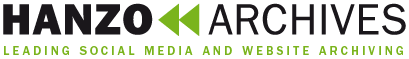 HANZO ARCHIVES
LEADING SOCIAL MEDIA AND WEBSITE ARCHIVING